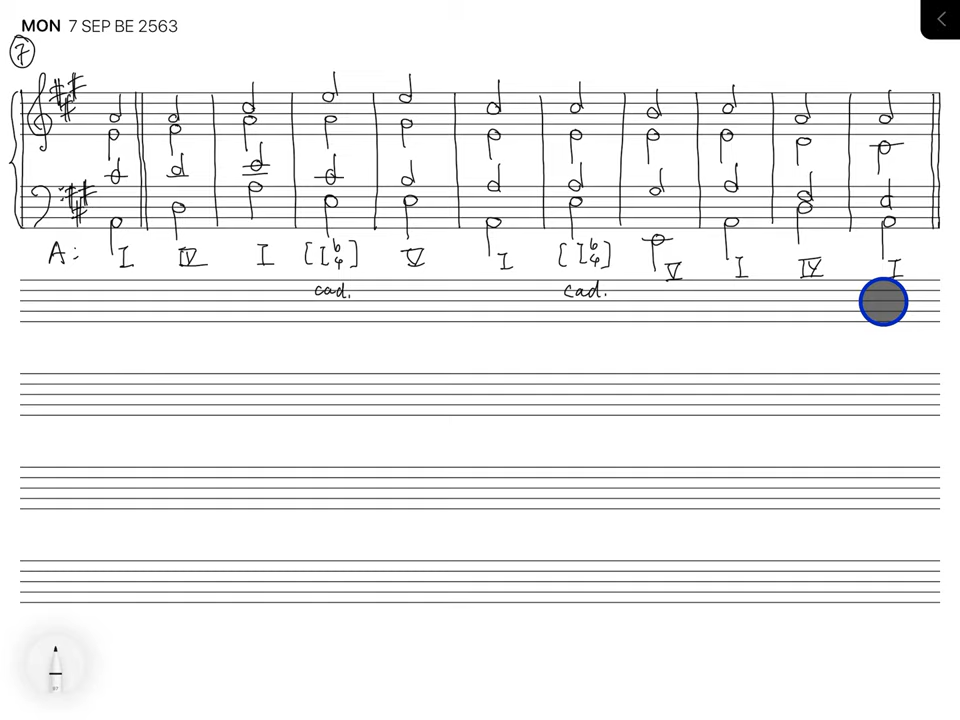 MON 7 SEP BE 2563
7
A: I IV I [I 6 4] V I [I 6 4] V I IV I
cad. cad.